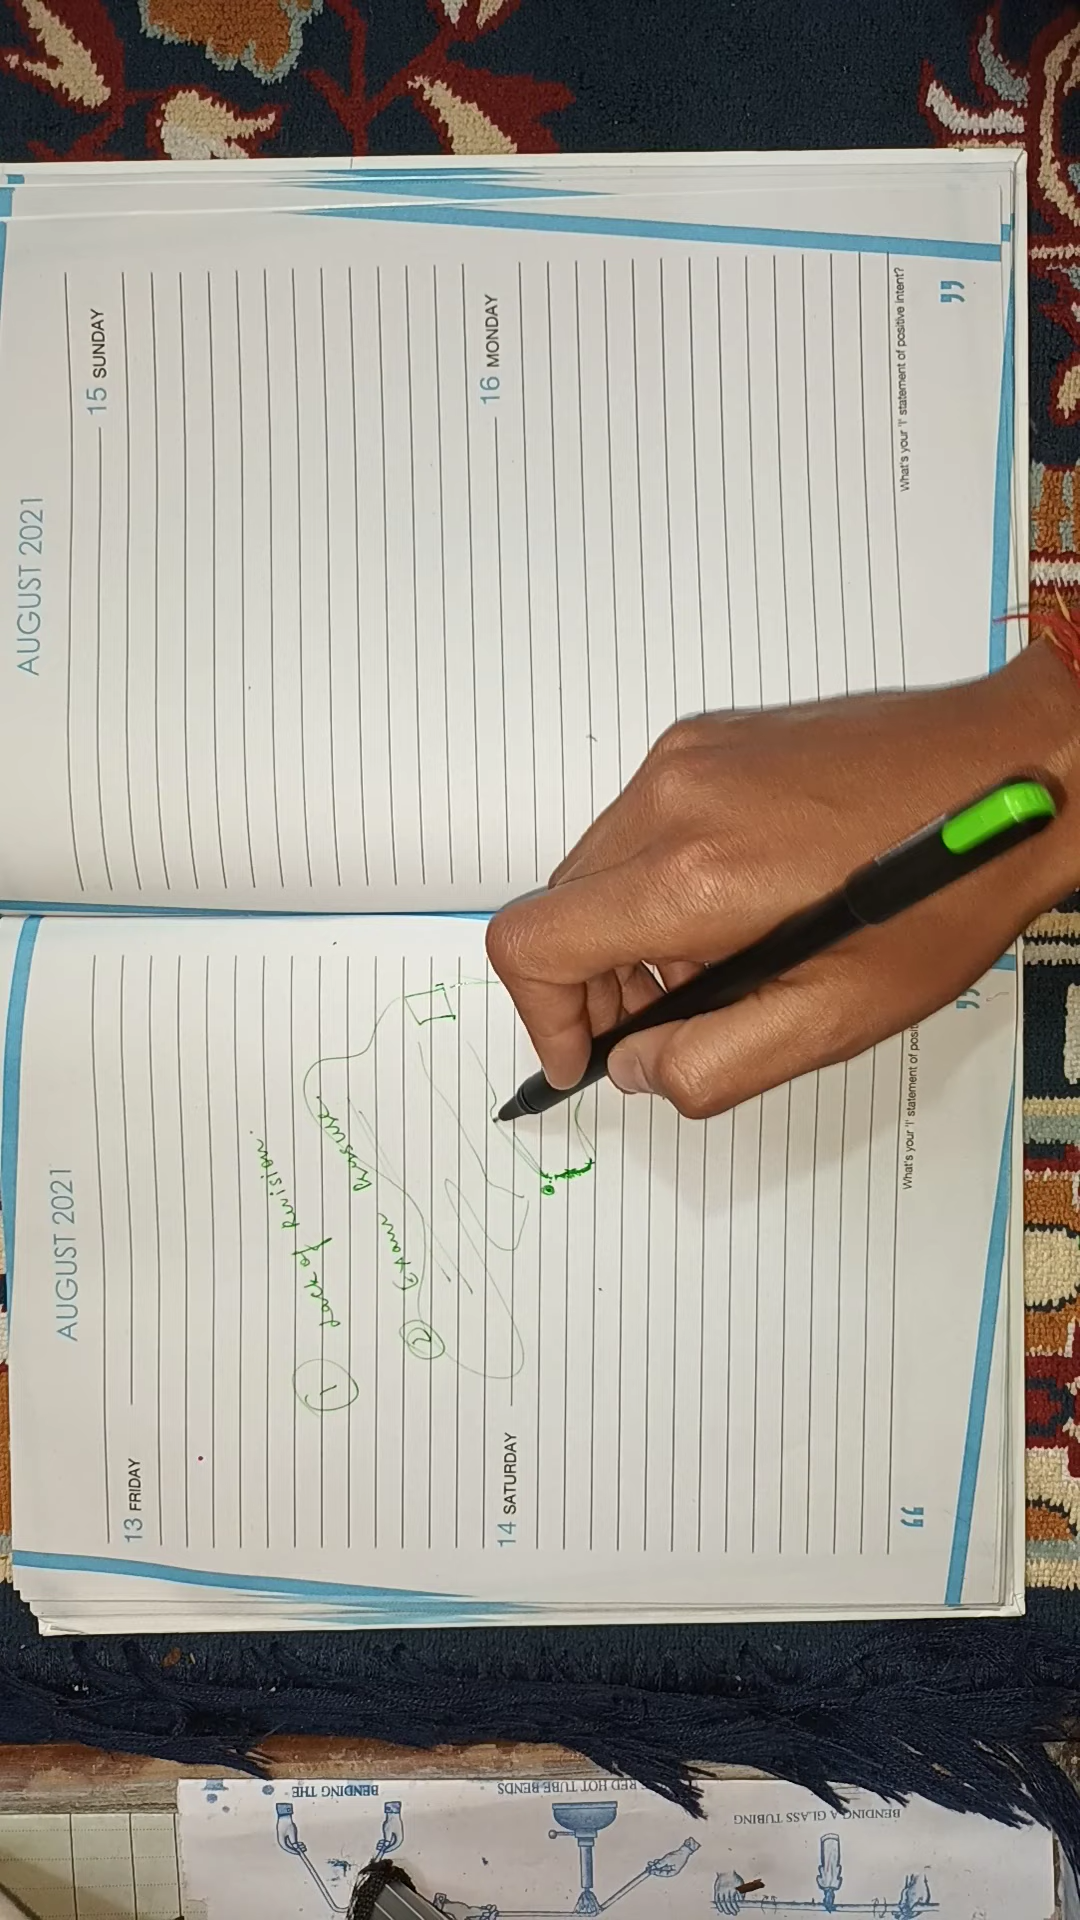 AUGUST 2021
13 FRIDAY
① Lack of Revision.
② Exam Pressure.
14 SATURDAY
“
What's your 'I' statement of posit
”
AUGUST 2021
15 SUNDAY
16 MONDAY
What's your 'I' statement of positive intent?
”
BENDING THE
RED HOT TUBE BENDS
BENDING A GLASS TUBING